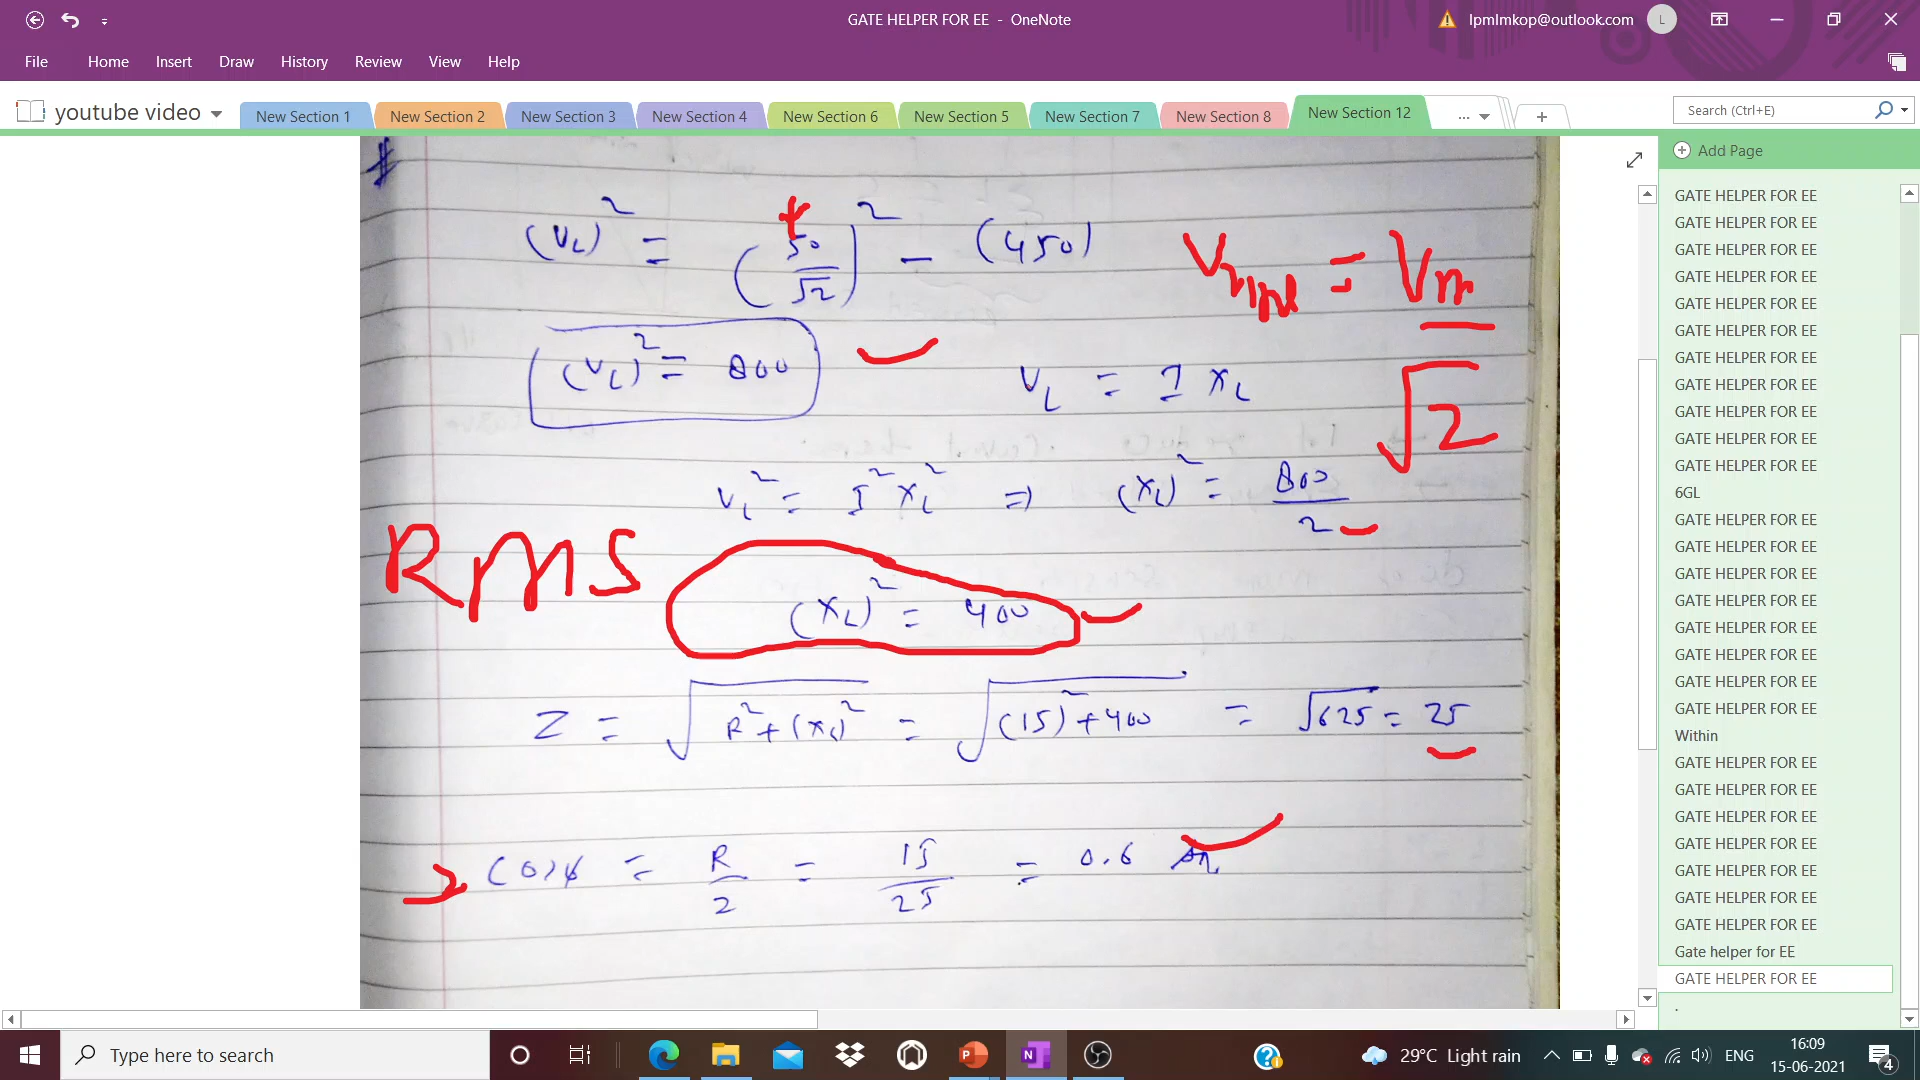 GATE HELPER FOR EE - OneNote
lpmlmkop@outlook.com
L
File Home Insert Draw History Review View Help
youtube video
New Section 1 New Section 2 New Section 3 New Section 4 New Section 6 New Section 5 New Section 7 New Section 8 New Section 12 ... +
Search (Ctrl+E)
Add Page
(VL)² = (50/√2)² - (450)
Vrms = Vm/√2
(VL)² = 800
VL = I XL
VL² = I² XL² => (XL)² = 800/2
RMS
(XL)² = 400
Z = √R²+(XL)² = √(15)²+400 = √625 = 25
COSφ = R/Z = 15/25 = 0.6 An
GATE HELPER FOR EE
GATE HELPER FOR EE
GATE HELPER FOR EE
GATE HELPER FOR EE
GATE HELPER FOR EE
GATE HELPER FOR EE
GATE HELPER FOR EE
GATE HELPER FOR EE
GATE HELPER FOR EE
GATE HELPER FOR EE
GATE HELPER FOR EE
6GL
GATE HELPER FOR EE
GATE HELPER FOR EE
GATE HELPER FOR EE
GATE HELPER FOR EE
GATE HELPER FOR EE
GATE HELPER FOR EE
GATE HELPER FOR EE
GATE HELPER FOR EE
Within
GATE HELPER FOR EE
GATE HELPER FOR EE
GATE HELPER FOR EE
GATE HELPER FOR EE
GATE HELPER FOR EE
GATE HELPER FOR EE
GATE HELPER FOR EE
Gate helper for EE
GATE HELPER FOR EE
Type here to search
29°C Light rain
ENG
16:09
15-06-2021
4